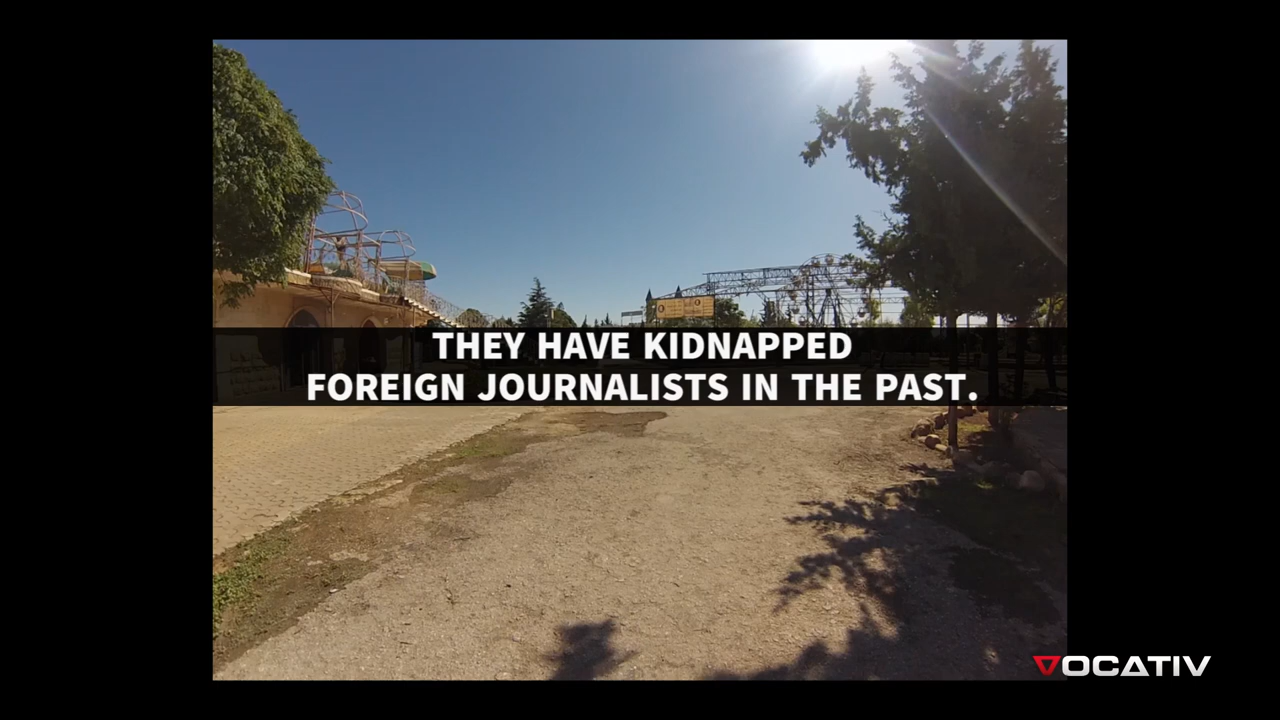 THEY HAVE KIDNAPPED
FOREIGN JOURNALISTS IN THE PAST.
VOCATIV